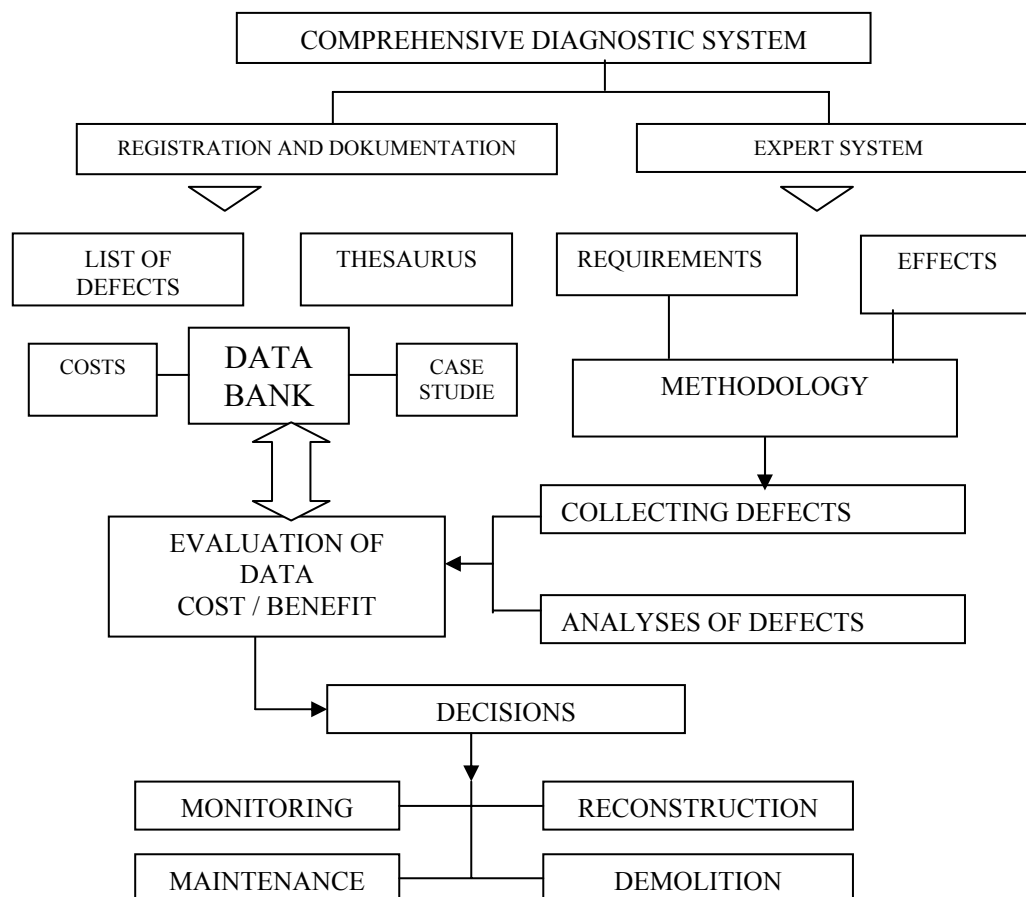 COMPREHENSIVE DIAGNOSTIC SYSTEM
REGISTRATION AND DOKUMENTATION
EXPERT SYSTEM
LIST OF
DEFECTS
THESAURUS
REQUIREMENTS
EFFECTS
COSTS
DATA
BANK
CASE
STUDIE
METHODOLOGY
COLLECTING DEFECTS
EVALUATION OF
DATA
COST / BENEFIT
ANALYSES OF DEFECTS
DECISIONS
MONITORING
RECONSTRUCTION
MAINTENANCE
DEMOLITION